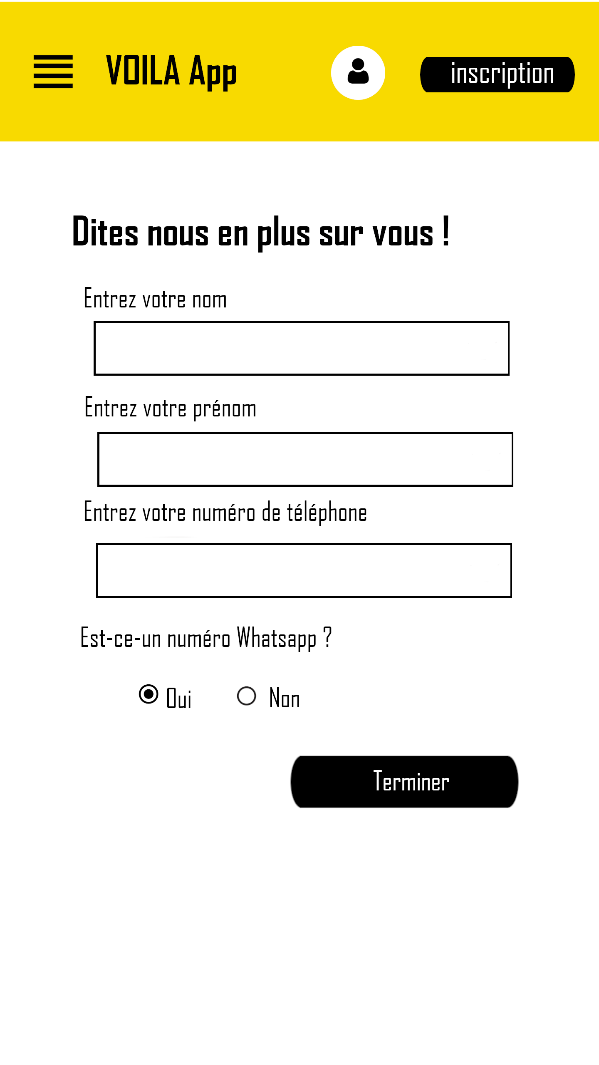 VOILA App
inscription
Dites nous en plus sur vous !
Entrez votre nom
Entrez votre prénom
Entrez votre numéro de téléphone
Est-ce-un numéro Whatsapp ?
Oui Non
Terminer